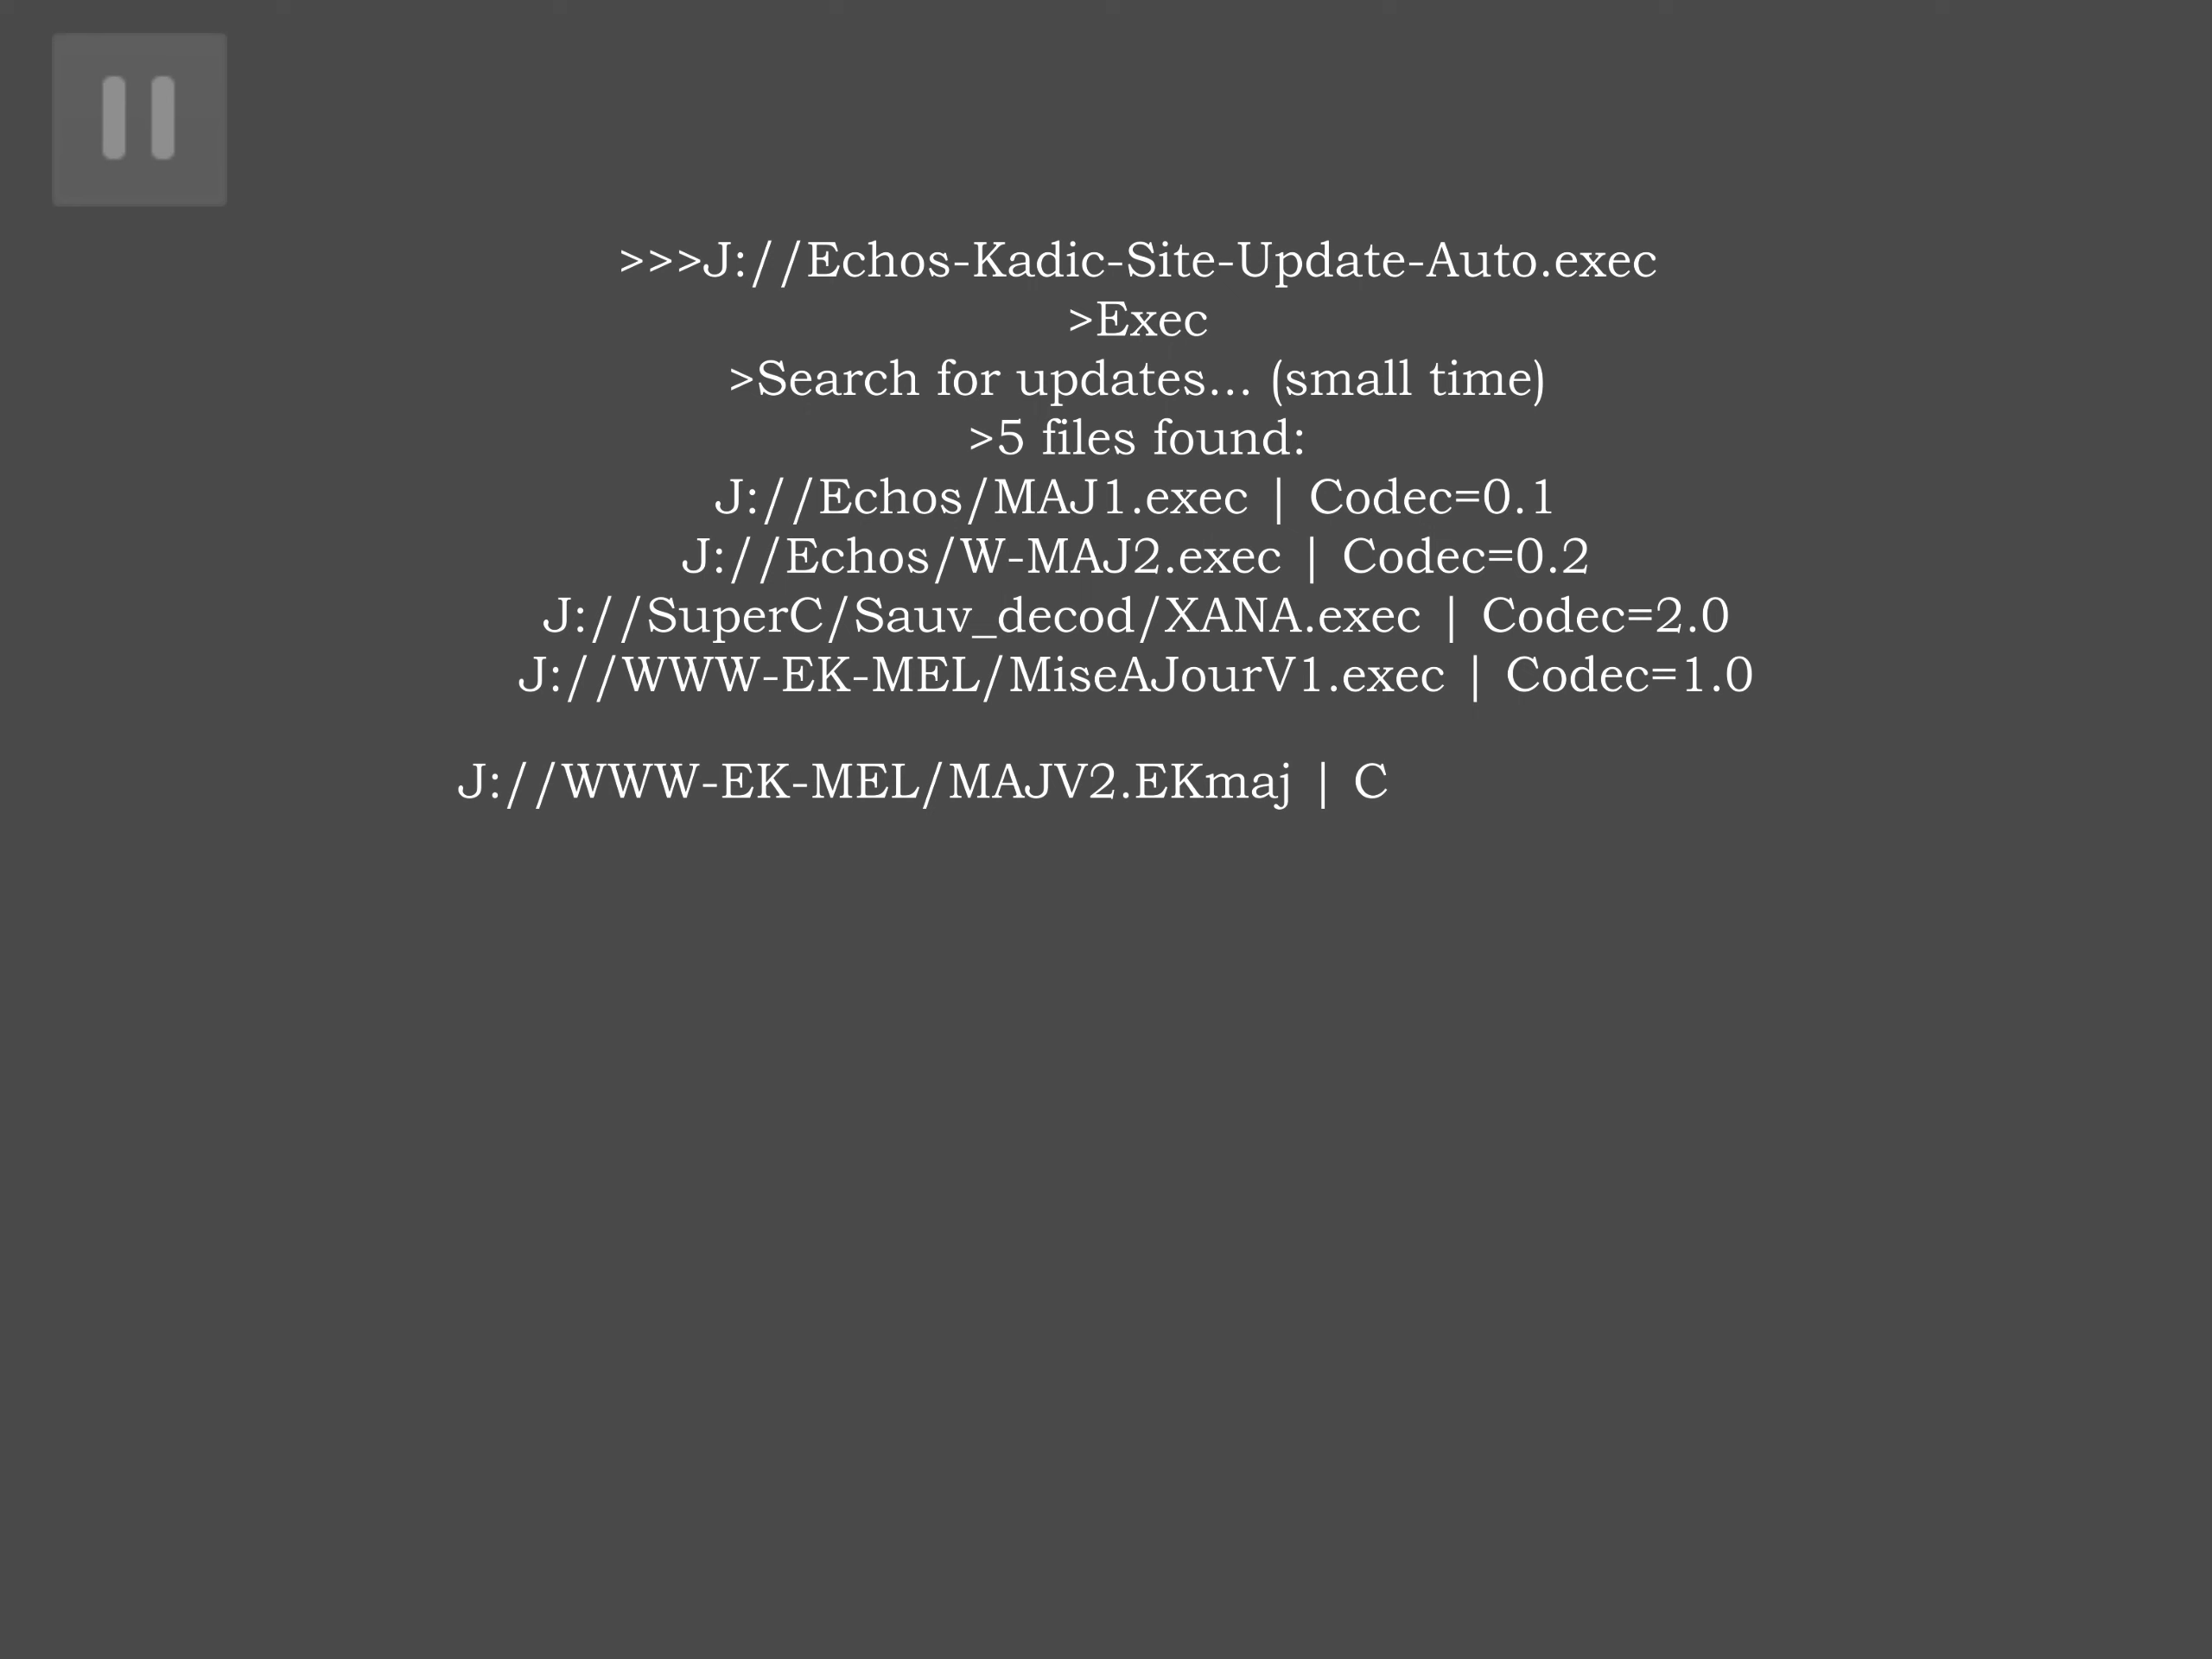 >>>J://Echos-Kadic-Site-Update-Auto.exec
>Exec
>Search for updates... (small time)
>5 files found:
J://Echos/MAJ1.exec | Codec=0.1
J://Echos/W-MAJ2.exec | Codec=0.2
J://SuperC/Sauv_decod/XANA.exec | Codec=2.0
J://WWW-EK-MEL/MiseAJourV1.exec | Codec=1.0
J://WWW-EK-MEL/MAJV2.EKmaj | C